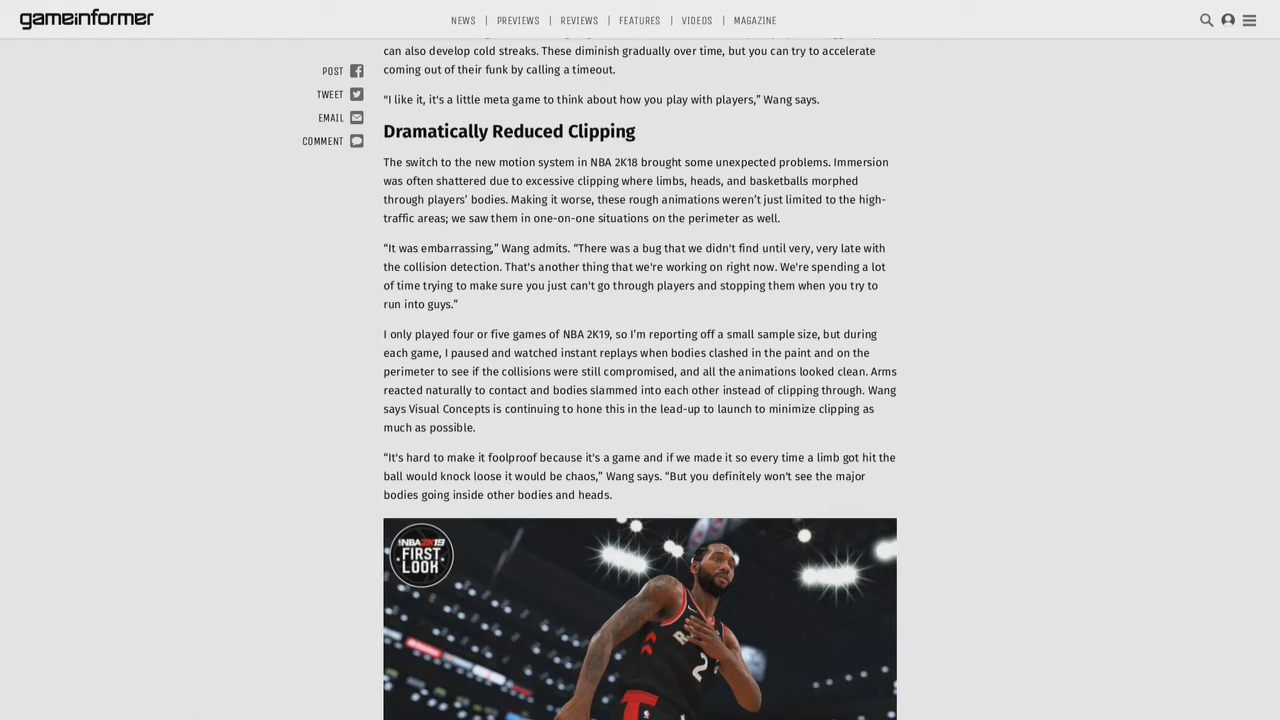 gameinformer
NEWS | PREVIEWS | REVIEWS | FEATURES | VIDEOS | MAGAZINE
can also develop cold streaks. These diminish gradually over time, but you can try to accelerate
coming out of their funk by calling a timeout.
POST
TWEET
EMAIL
COMMENT
"I like it, it's a little meta game to think about how you play with players,” Wang says.
Dramatically Reduced Clipping
The switch to the new motion system in NBA 2K18 brought some unexpected problems. Immersion
was often shattered due to excessive clipping where limbs, heads, and basketballs morphed
through players’ bodies. Making it worse, these rough animations weren’t just limited to the high-
traffic areas; we saw them in one-on-one situations on the perimeter as well.
“It was embarrassing,” Wang admits. “There was a bug that we didn't find until very, very late with
the collision detection. That's another thing that we're working on right now. We're spending a lot
of time trying to make sure you just can't go through players and stopping them when you try to
run into guys.”
I only played four or five games of NBA 2K19, so I’m reporting off a small sample size, but during
each game, I paused and watched instant replays when bodies clashed in the paint and on the
perimeter to see if the collisions were still compromised, and all the animations looked clean. Arms
reacted naturally to contact and bodies slammed into each other instead of clipping through. Wang
says Visual Concepts is continuing to hone this in the lead-up to launch to minimize clipping as
much as possible.
“It's hard to make it foolproof because it's a game and if we made it so every time a limb got hit the
ball would knock loose it would be chaos,” Wang says. “But you definitely won't see the major
bodies going inside other bodies and heads.
NBA 2K19
FIRST
LOOK
2